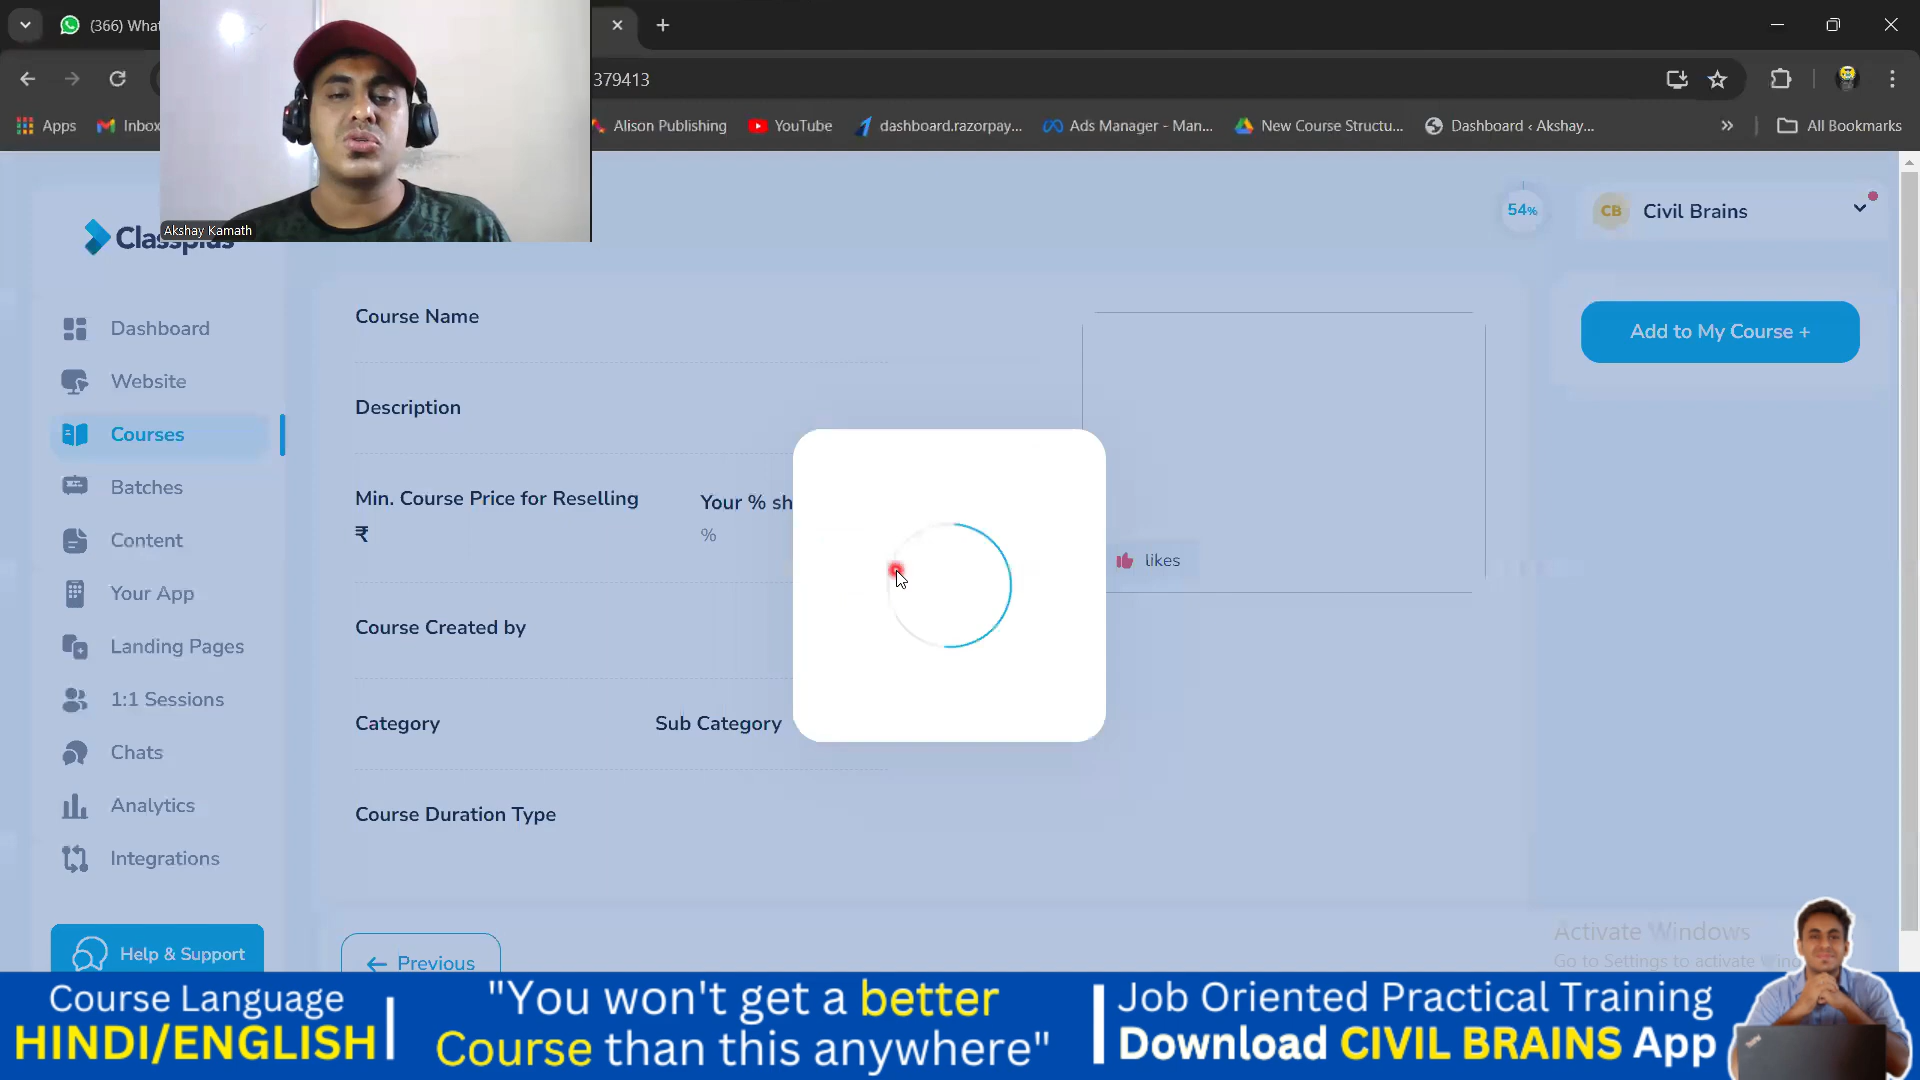 (366) What
379413
Apps
Inbox
Alison Publishing
YouTube
dashboard.razorpay...
Ads Manager - Man...
New Course Structu...
Dashboard ‹ Akshay...
»
All Bookmarks
Akshay Kamath
Classplus
54%
CB
Civil Brains
Dashboard
Website
Courses
Batches
Content
Your App
Landing Pages
1:1 Sessions
Chats
Analytics
Integrations
Help & Support
Course Name
Description
Min. Course Price for Reselling
₹
Your % sh
%
Course Created by
Category
Sub Category
Course Duration Type
likes
Add to My Course +
← Previous
Activate Windows
Go to Settings to activate Win
Course Language
HINDI/ENGLISH
"You won't get a better
Course than this anywhere"
Job Oriented Practical Training
Download CIVIL BRAINS App